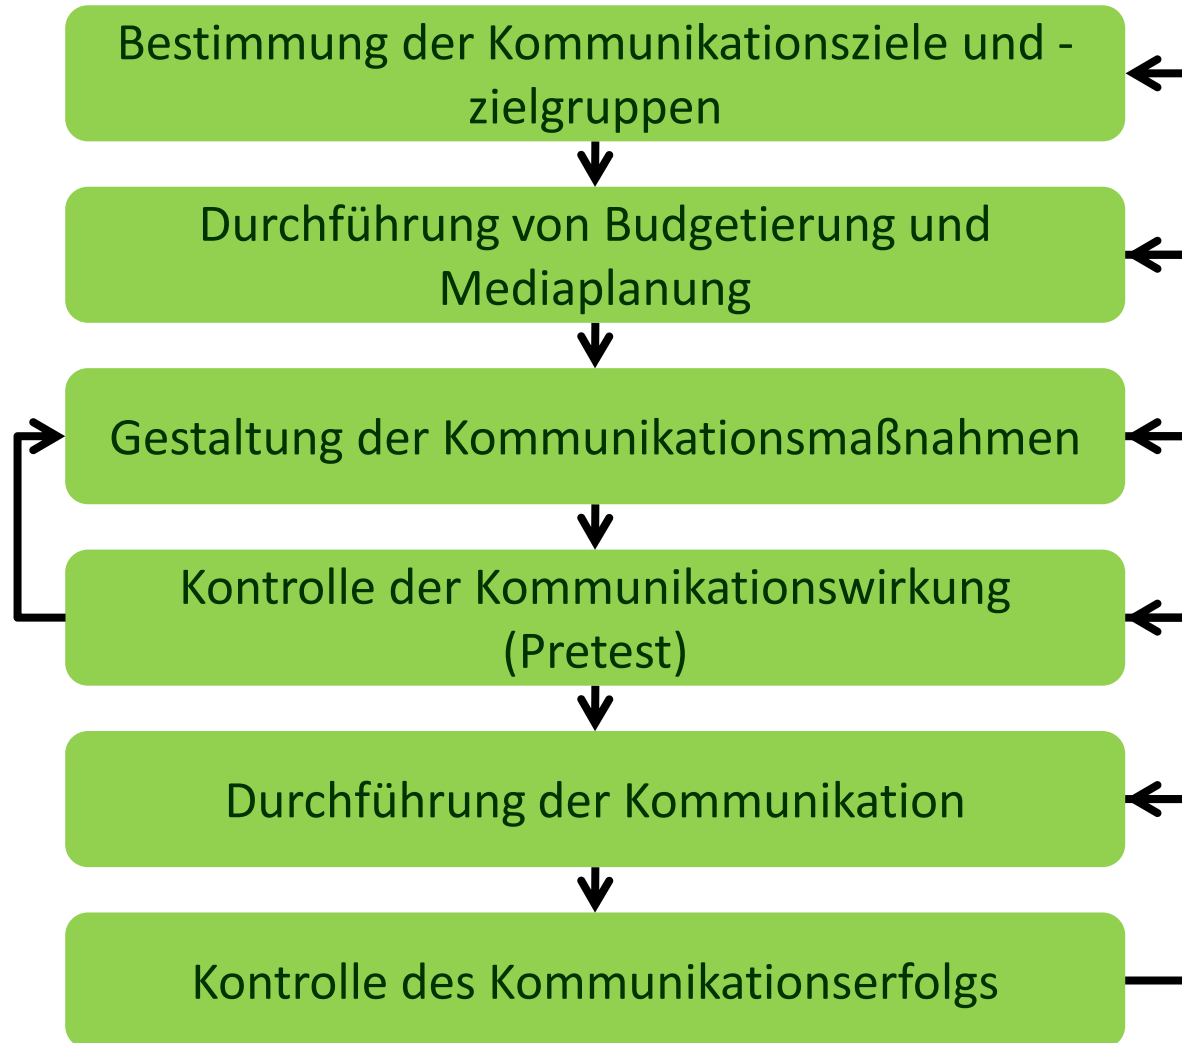 Bestimmung der Kommunikationsziele und -
zielgruppen
Durchführung von Budgetierung und
Mediaplanung
Gestaltung der Kommunikationsmaßnahmen
Kontrolle der Kommunikationswirkung
(Pretest)
Durchführung der Kommunikation
Kontrolle des Kommunikationserfolgs